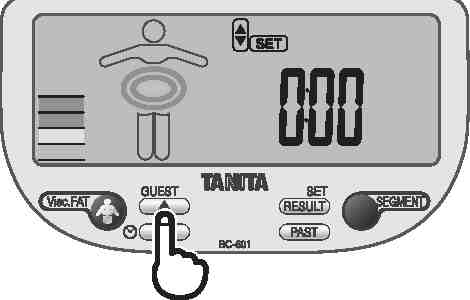 SET
0:00
TANITA
Visc.FAT
GUEST
SET
RESULT
SEGMENT
PAST
BC-601